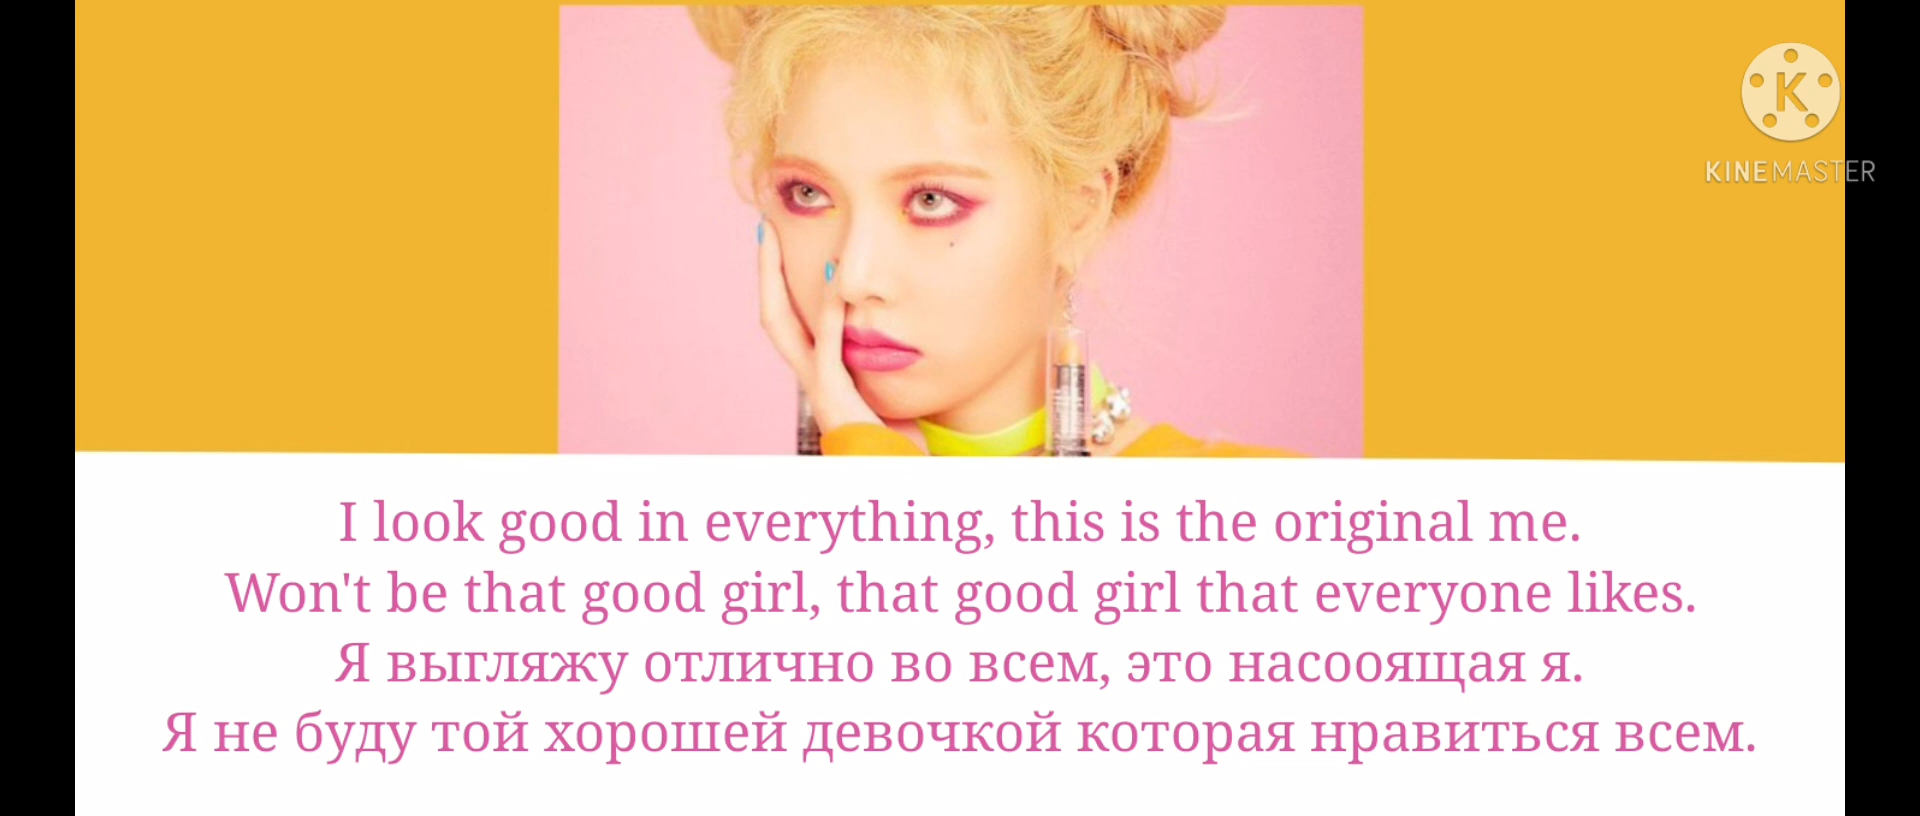 K
KINEMASTER
I look good in everything, this is the original me.
Won't be that good girl, that good girl that everyone likes.
Я выгляжу отлично во всем, это насооящая я.
Я не буду той хорошей девочкой которая нравиться всем.